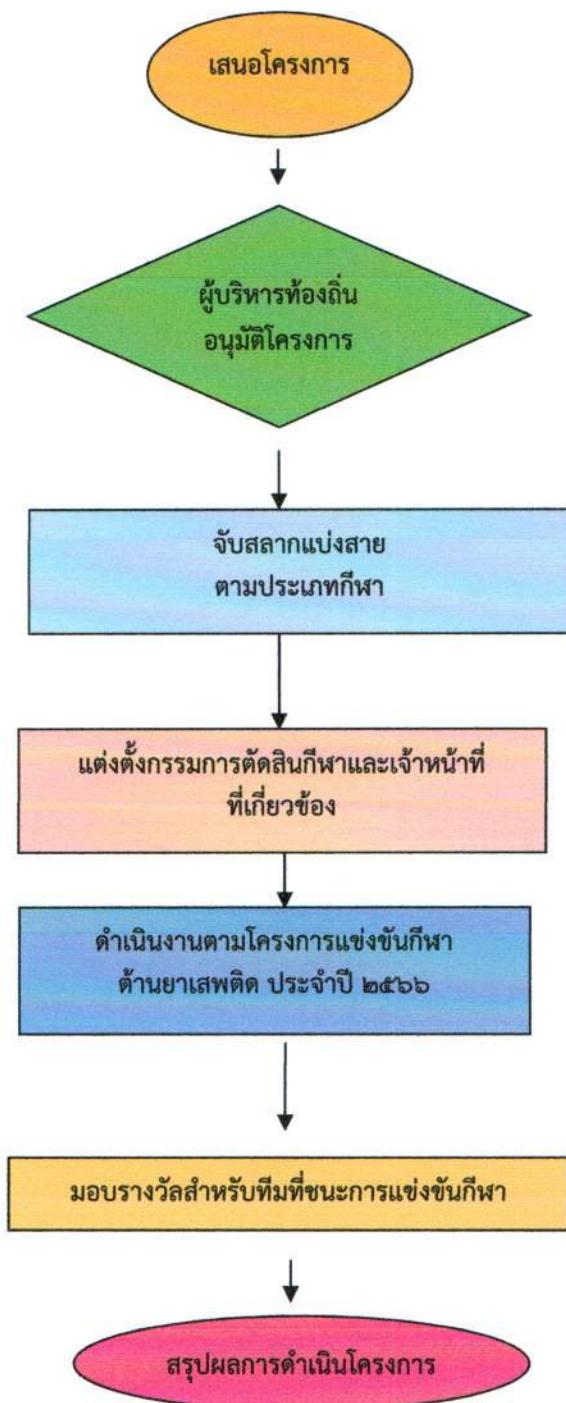 เสนอโครงการ
ผู้บริหารท้องถิ่น
อนุมัติโครงการ
จับสลากแบ่งสาย
ตามประเภทกีฬา
แต่งตั้งกรรมการตัดสินกีฬาและเจ้าหน้าที่
ที่เกี่ยวข้อง
ดำเนินงานตามโครงการแข่งขันกีฬา
ต้านยาเสพติด ประจำปี ๒๕๖๖
มอบรางวัลสำหรับทีมที่ชนะการแข่งขันกีฬา
สรุปผลการดำเนินโครงการ